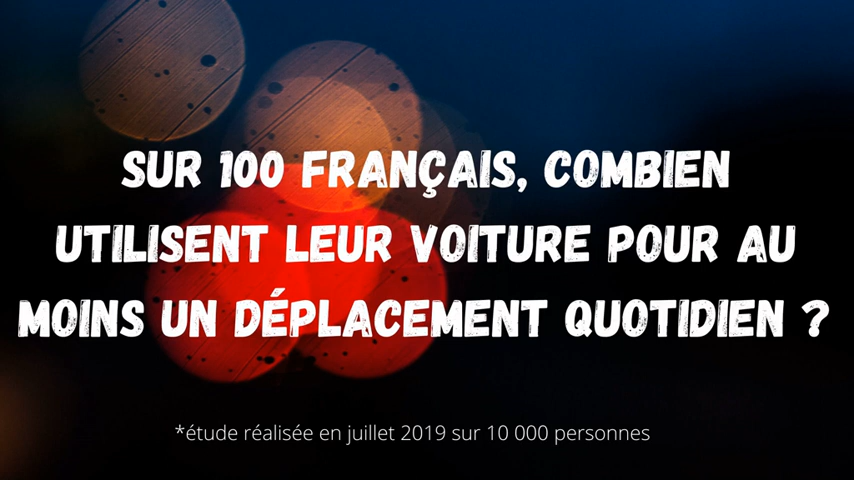 SUR 100 FRANÇAIS, COMBIEN
UTILISENT LEUR VOITURE POUR AU
MOINS UN DÉPLACEMENT QUOTIDIEN ?
*étude réalisée en juillet 2019 sur 10 000 personnes